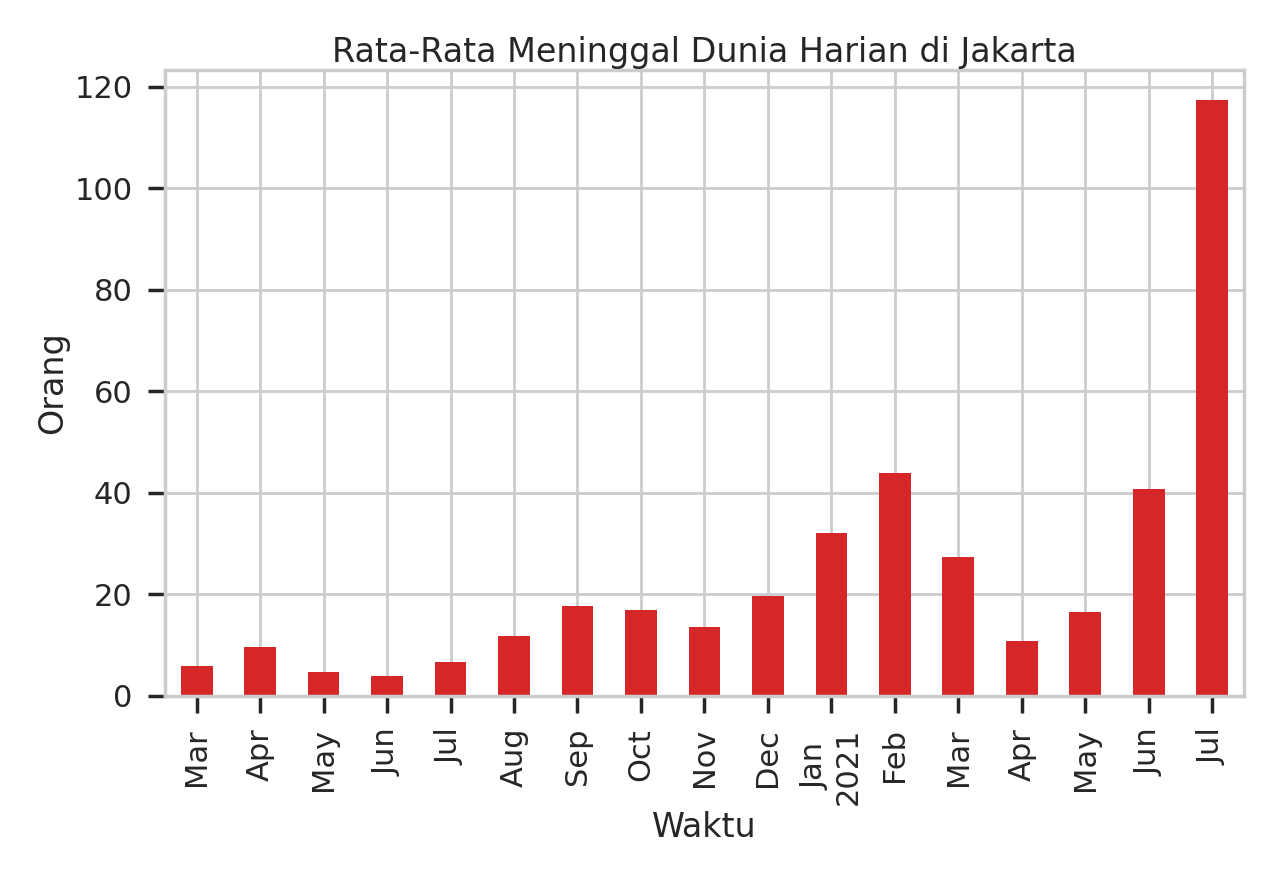 Rata-Rata Meninggal Dunia Harian di Jakarta
120
100
80
60
40
20
0
Orang
Mar
Apr
May
Jun
Jul
Aug
Sep
Oct
Nov
Dec
Jan
2021
Feb
Mar
Apr
May
Jun
Jul
Waktu